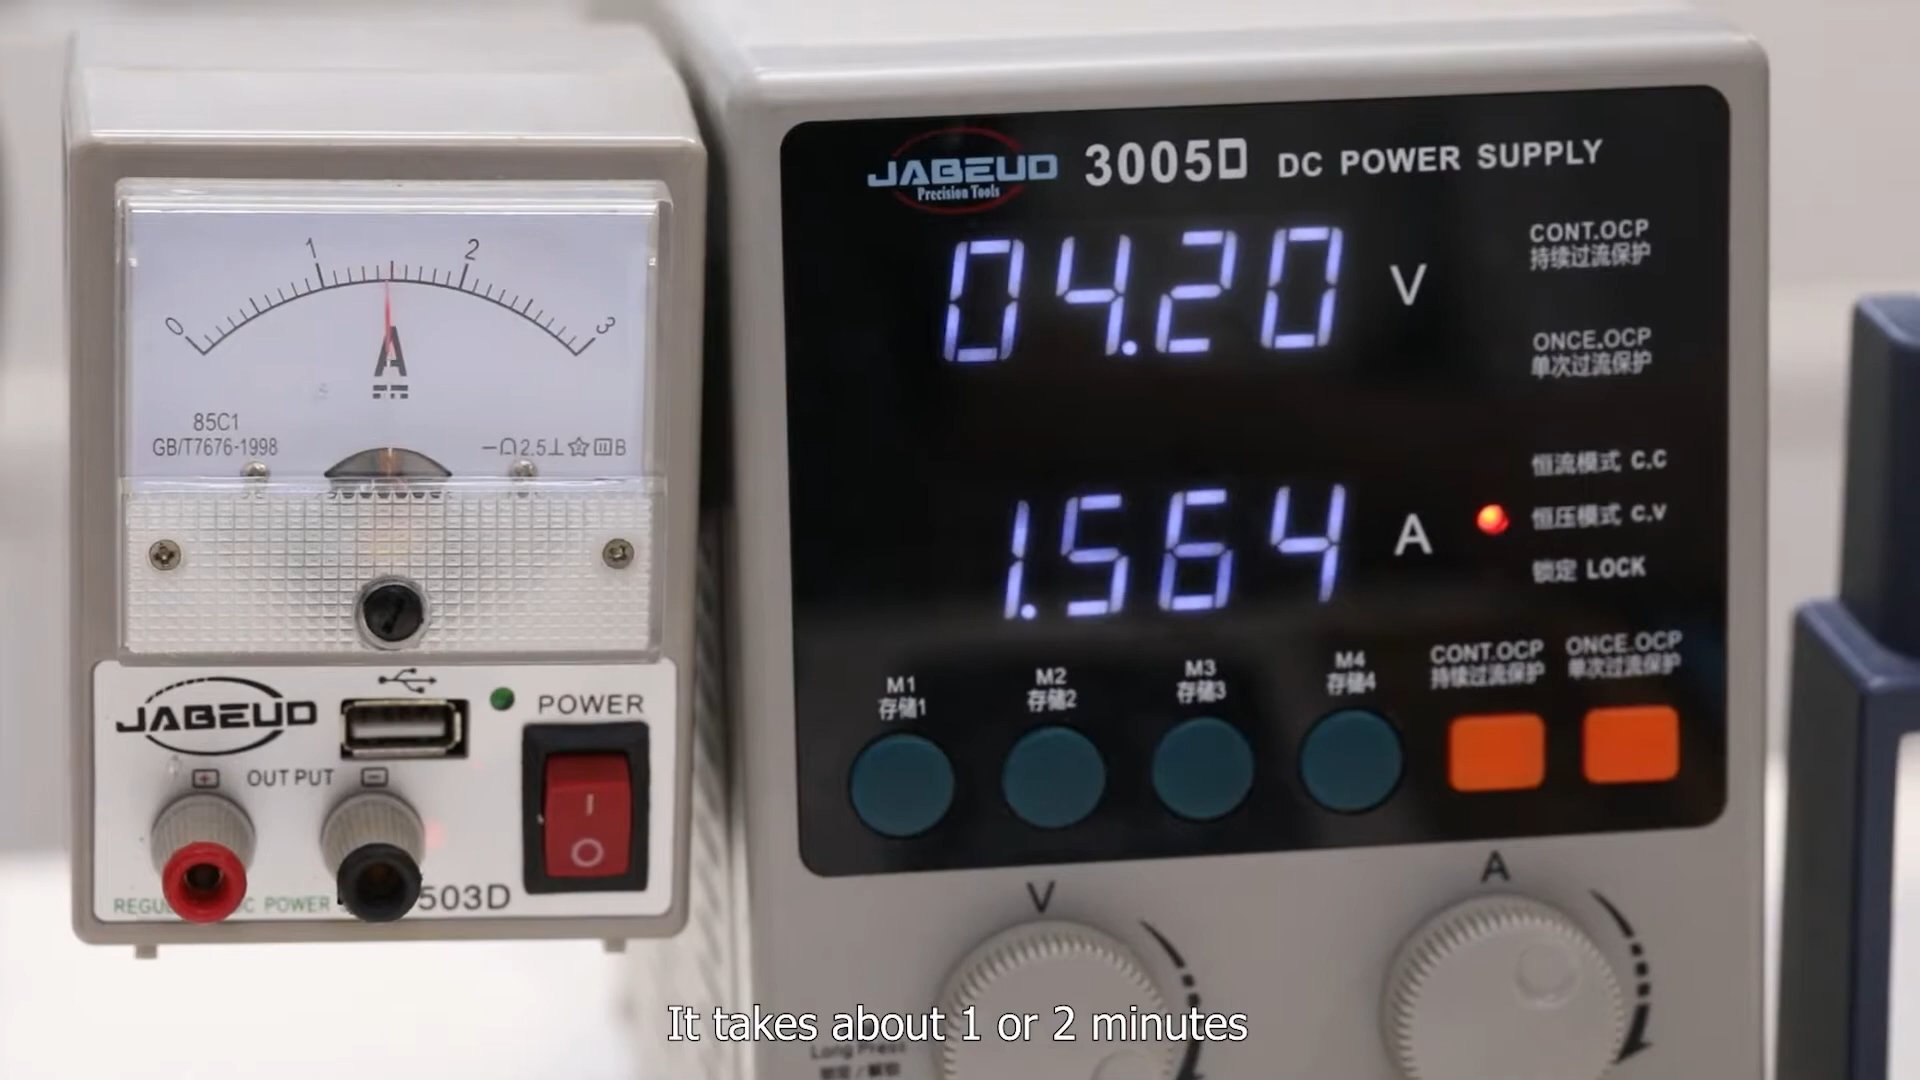 0
1
2
3
A
85C1
GB/T7676-1998
2.5
B
JABEUD
POWER
OUTPUT
I
O
503D
JABEUD
Precision Tools
3005D DC POWER SUPPLY
04.20 V
CONT.OCP
持续过流保护
ONCE.OCP
单次过流保护
1.564 A
恒流模式 C.C
恒压模式 C.V
锁定 LOCK
M1
存储1
M2
存储2
M3
存储3
M4
存储4
CONT.OCP
持续过流保护
ONCE.OCP
单次过流保护
V
A
Long Press
It takes about 1 or 2 minutes